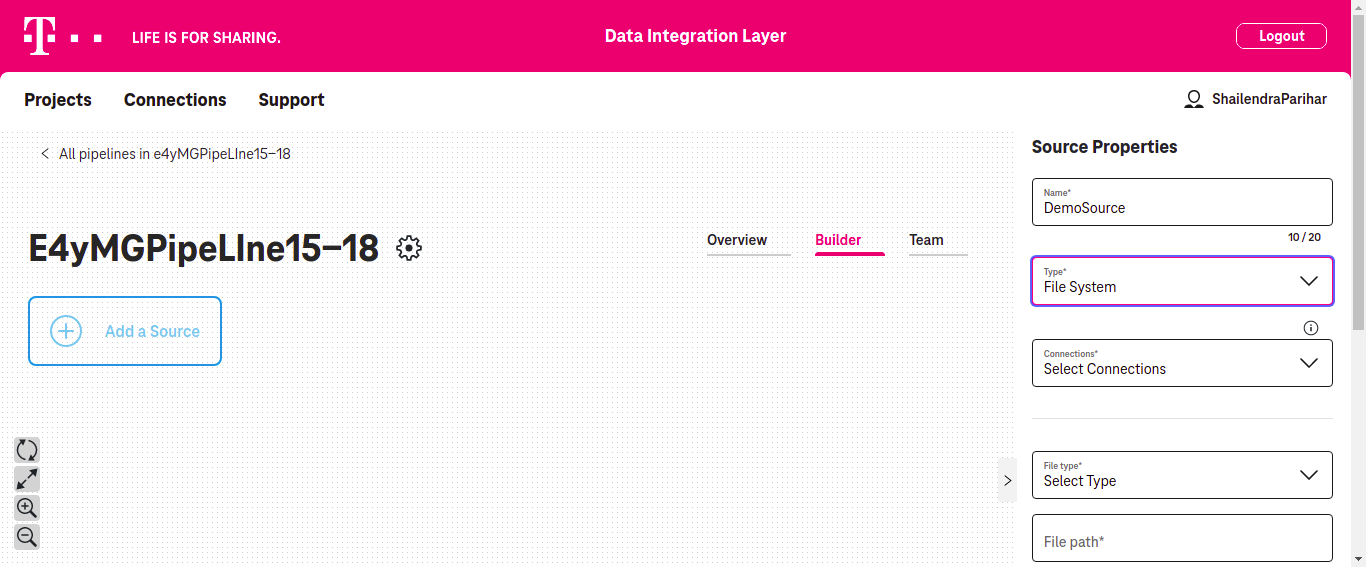 T
LIFE IS FOR SHARING.
Data Integration Layer
Logout
Projects
Connections
Support
ShailendraParihar
All pipelines in e4yMGPipeLIne15-18
E4yMGPipeLIne15-18
Overview
Builder
Team
Add a Source
Source Properties
Name*
DemoSource
10 / 20
Type*
File System
Connections*
Select Connections
File type*
Select Type
File path*